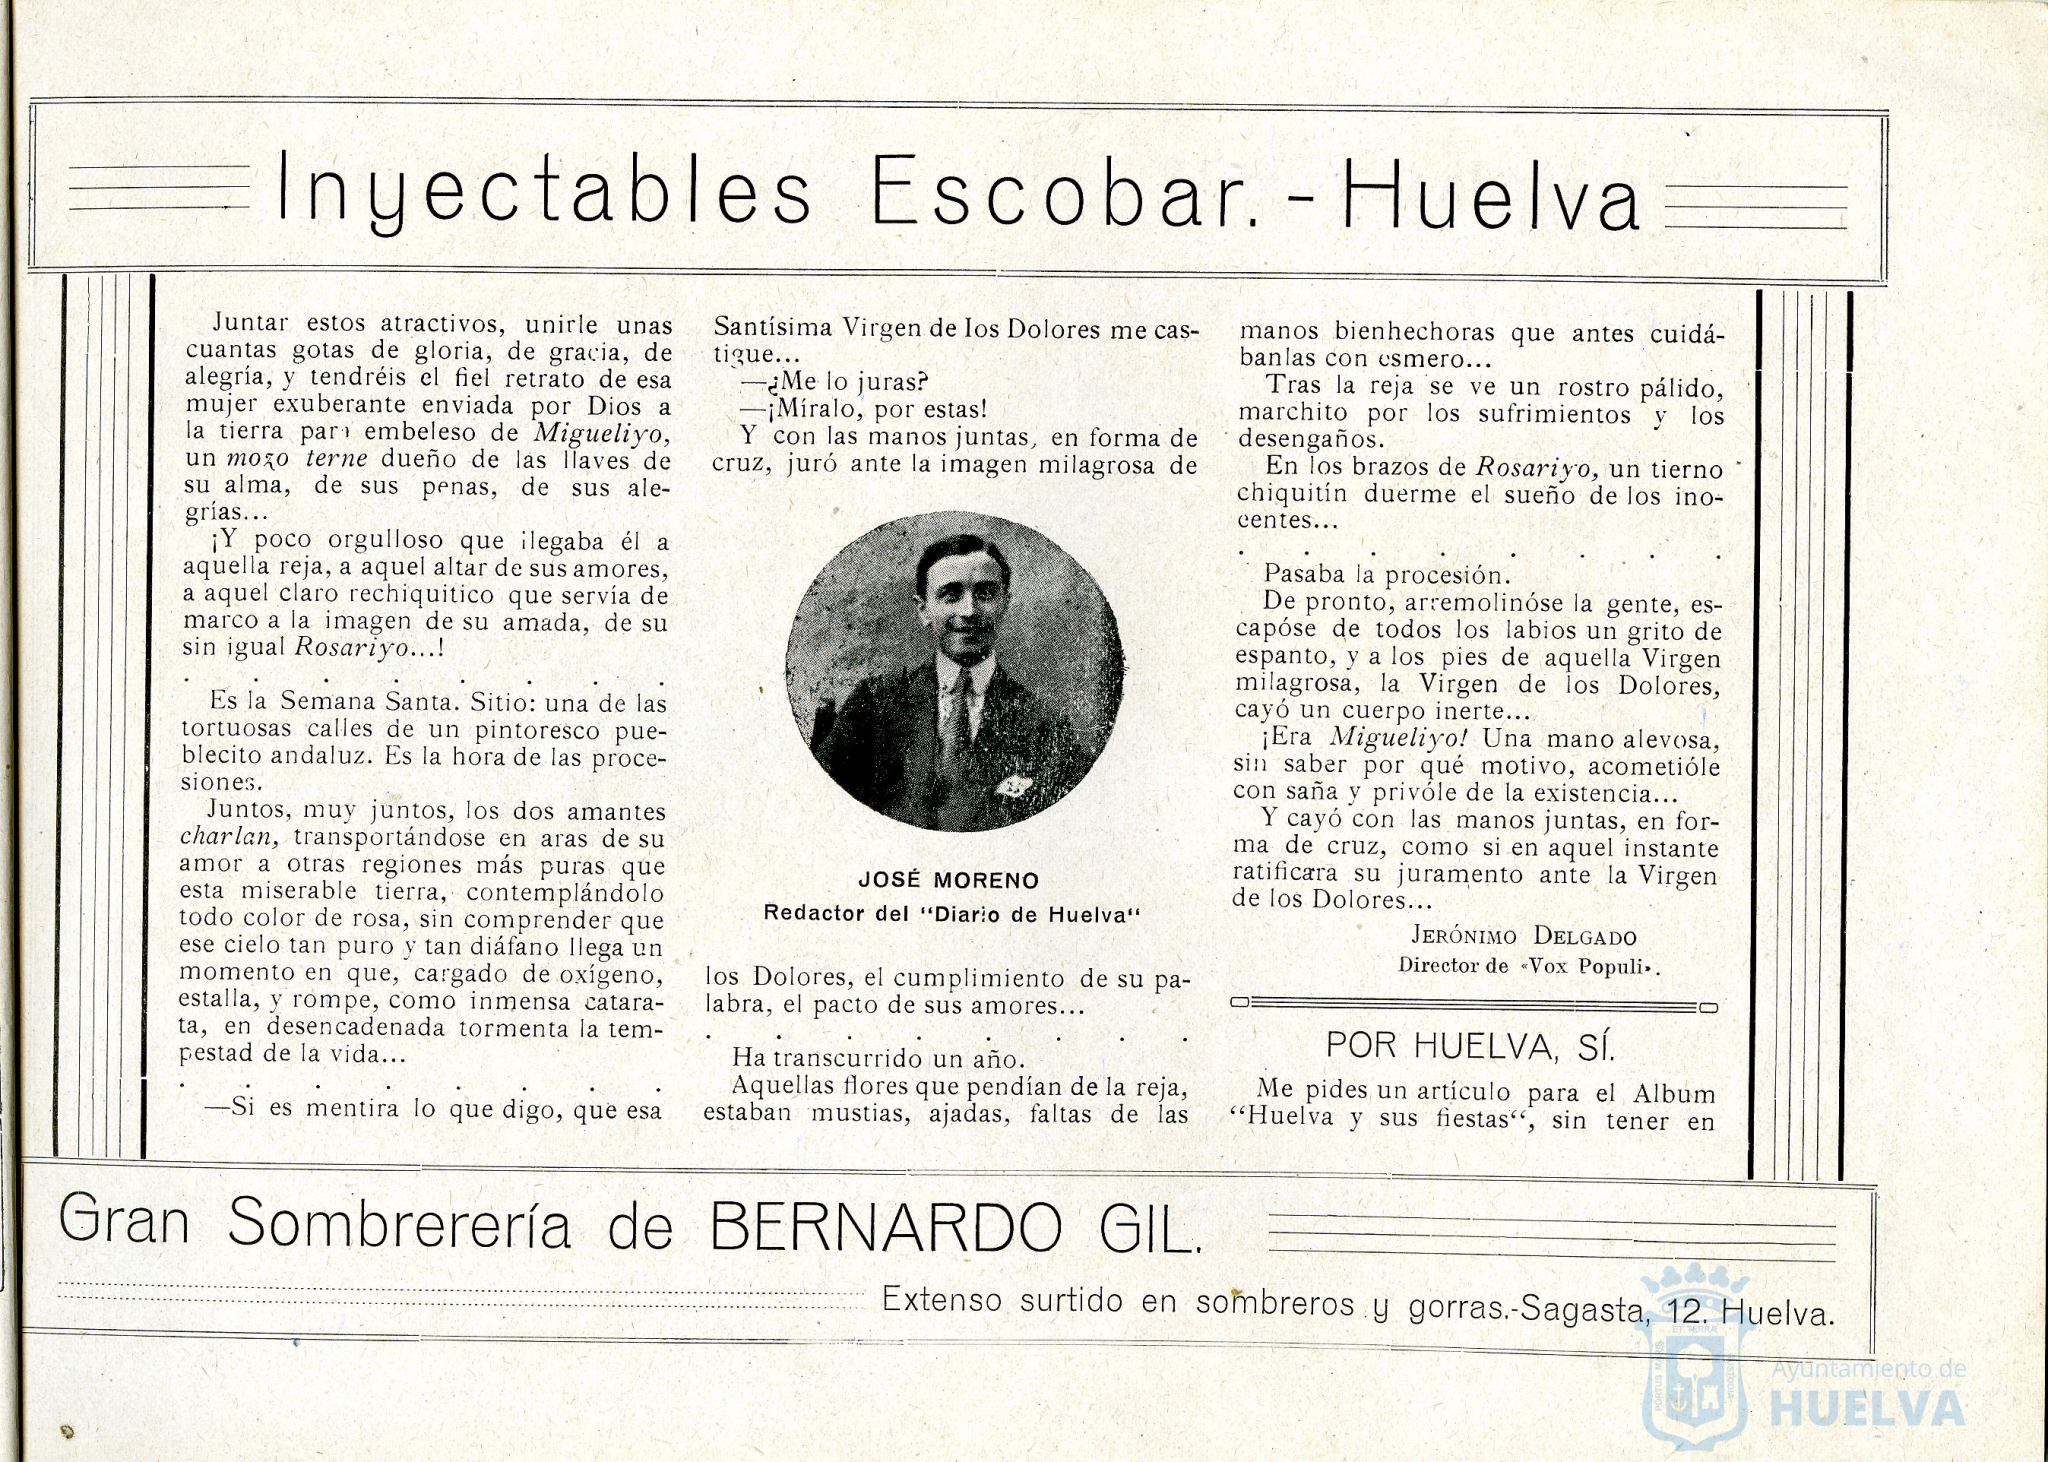 Inyectables Escobar.-Huelva
Juntar estos atractivos, unirle unas
cuantas gotas de gloria, de gracia, de
alegría, y tendréis el fiel retrato de esa
mujer exuberante enviada por Dios a
la tierra para embeleso de Migueliyo,
un mozo terne dueño de las llaves de
su alma, de sus penas, de sus ale-
grías...
¡Y poco orgulloso que llegaba él a
aquella reja, a aquel altar de sus amores,
a aquel claro rechiquitico que servía de
marco a la imagen de su amada, de su
sin igual Rosariyo...!
. . . . . . . .
Es la Semana Santa. Sitio: una de las
tortuosas calles de un pintoresco pue-
blecito andaluz. Es la hora de las proce-
siones.
Juntos, muy juntos, los dos amantes
charlan, transportándose en aras de su
amor a otras regiones más puras que
esta miserable tierra, contemplándolo
todo color de rosa, sin comprender que
ese cielo tan puro y tan diáfano llega un
momento en que, cargado de oxígeno,
estalla, y rompe, como inmensa catara-
ta, en desencadenada tormenta la tem-
pestad de la vida...
. . . . . . . .
—Si es mentira lo que digo, que esa
Santísima Virgen de los Dolores me cas-
tigue...
—¿Me lo juras?
—¡Míralo, por estas!
Y con las manos juntas, en forma de
cruz, juró ante la imagen milagrosa de
JOSÉ MORENO
Redactor del “Diario de Huelva“
los Dolores, el cumplimiento de su pa-
labra, el pacto de sus amores...
. . . . . . . .
Ha transcurrido un año.
Aquellas flores que pendían de la reja,
estaban mustias, ajadas, faltas de las
manos bienhechoras que antes cuidá-
banlas con esmero...
Tras la reja se ve un rostro pálido,
marchito por los sufrimientos y los
desengaños.
En los brazos de Rosariyo, un tierno
chiquitín duerme el sueño de los ino-
centes...
. . . . . . . .
Pasaba la procesión.
De pronto, arremolinóse la gente, es-
capóse de todos los labios un grito de
espanto, y a los pies de aquella Virgen
milagrosa, la Virgen de los Dolores,
cayó un cuerpo inerte...
¡Era Migueliyo! Una mano alevosa,
sin saber por qué motivo, acometióle
con saña y privóle de la existencia...
Y cayó con las manos juntas, en for-
ma de cruz, como si en aquel instante
ratificara su juramento ante la Virgen
de los Dolores...
JERÓNIMO DELGADO
Director de «Vox Populi».
POR HUELVA, SÍ.
Me pides un artículo para el Album
“Huelva y sus fiestas“, sin tener en
Gran Sombrerería de BERNARDO GIL.
Extenso surtido en sombreros y gorras.-Sagasta, 12. Huelva.
ET TERRA
PORTUS MARIS
CUSTODIA
Ayuntamiento de
HUELVA